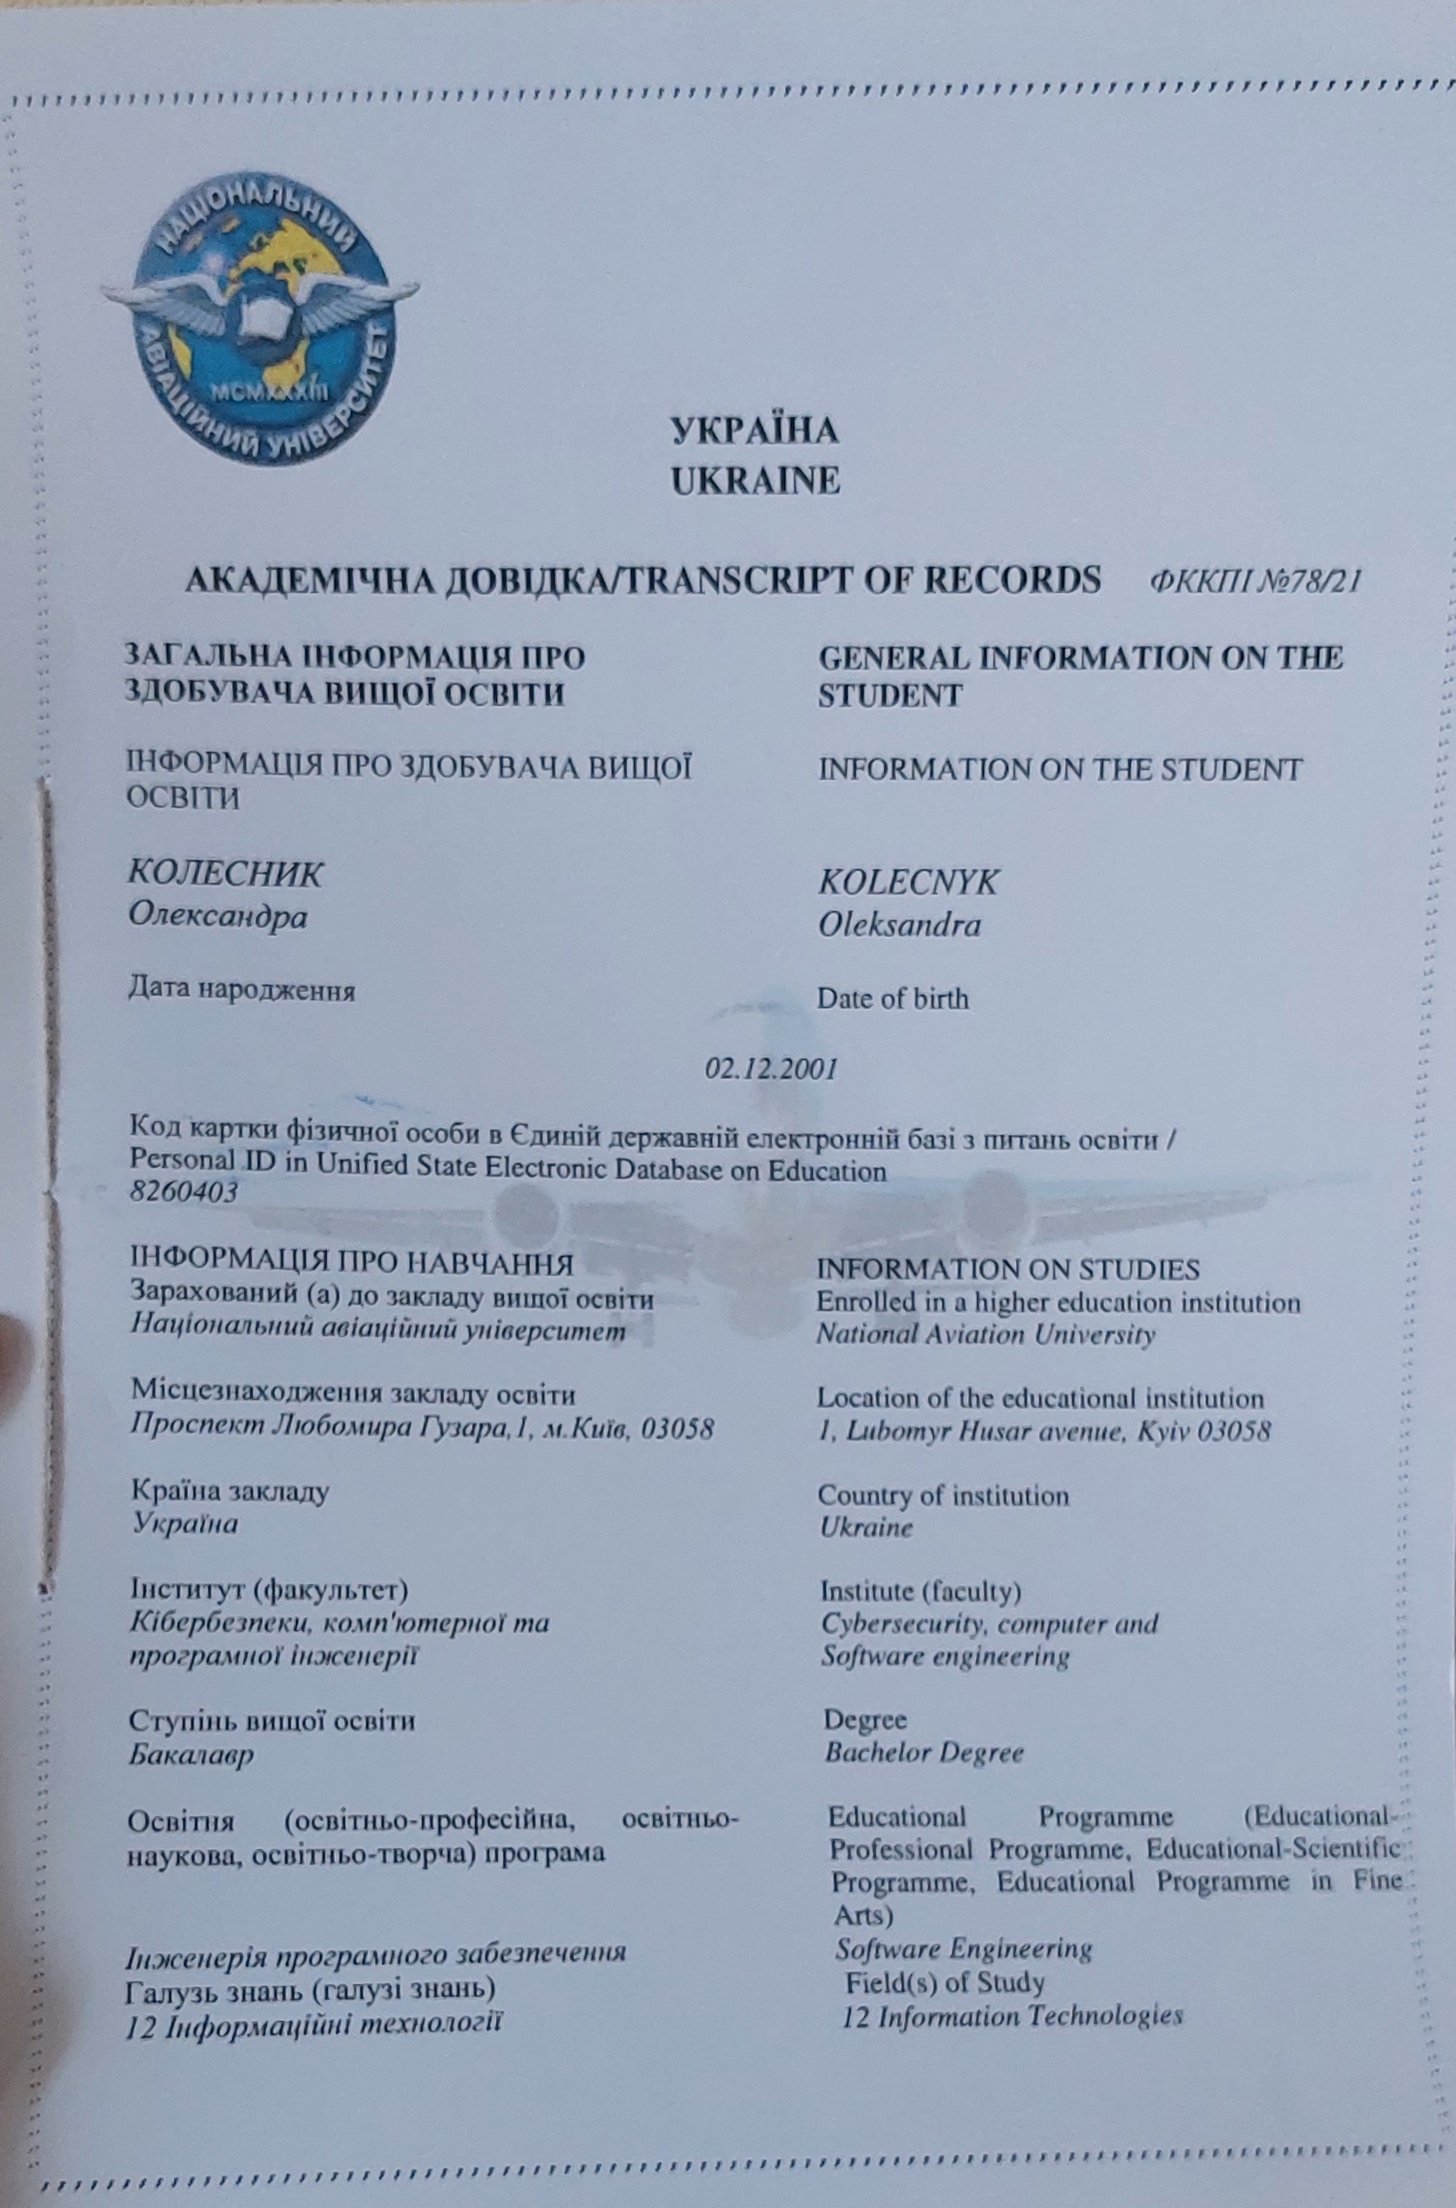 НАЦІОНАЛЬНИЙ
АВІАЦІЙНИЙ УНІВЕРСИТЕТ
MCMXXXIII
УКРАЇНА
UKRAINE
АКАДЕМІЧНА ДОВІДКА/TRANSCRIPT OF RECORDS ФККПІ №78/21
ЗАГАЛЬНА ІНФОРМАЦІЯ ПРО
ЗДОБУВАЧА ВИЩОЇ ОСВІТИ
GENERAL INFORMATION ON THE
STUDENT
ІНФОРМАЦІЯ ПРО ЗДОБУВАЧА ВИЩОЇ
ОСВІТИ
INFORMATION ON THE STUDENT
КОЛЕСНИК
Олександра
KOLECNYK
Oleksandra
Дата народження
Date of birth
02.12.2001
Код картки фізичної особи в Єдиній державній електронній базі з питань освіти /
Personal ID in Unified State Electronic Database on Education
8260403
ІНФОРМАЦІЯ ПРО НАВЧАННЯ
Зарахований (а) до закладу вищої освіти
Національний авіаційний університет
INFORMATION ON STUDIES
Enrolled in a higher education institution
National Aviation University
Місцезнаходження закладу освіти
Проспект Любомира Гузара,1, м.Київ, 03058
Location of the educational institution
1, Lubomyr Husar avenue, Kyiv 03058
Країна закладу
Україна
Country of institution
Ukraine
Інститут (факультет)
Кібербезпеки, комп'ютерної та
програмної інженерії
Institute (faculty)
Cybersecurity, computer and
Software engineering
Ступінь вищої освіти
Бакалавр
Degree
Bachelor Degree
Освітня (освітньо-професійна, освітньо-
наукова, освітньо-творча) програма
Educational Programme (Educational-
Professional Programme, Educational-Scientific
Programme, Educational Programme in Fine
Arts)
Інженерія програмного забезпечення
Software Engineering
Галузь знань (галузі знань)
12 Інформаційні технології
Field(s) of Study
12 Information Technologies